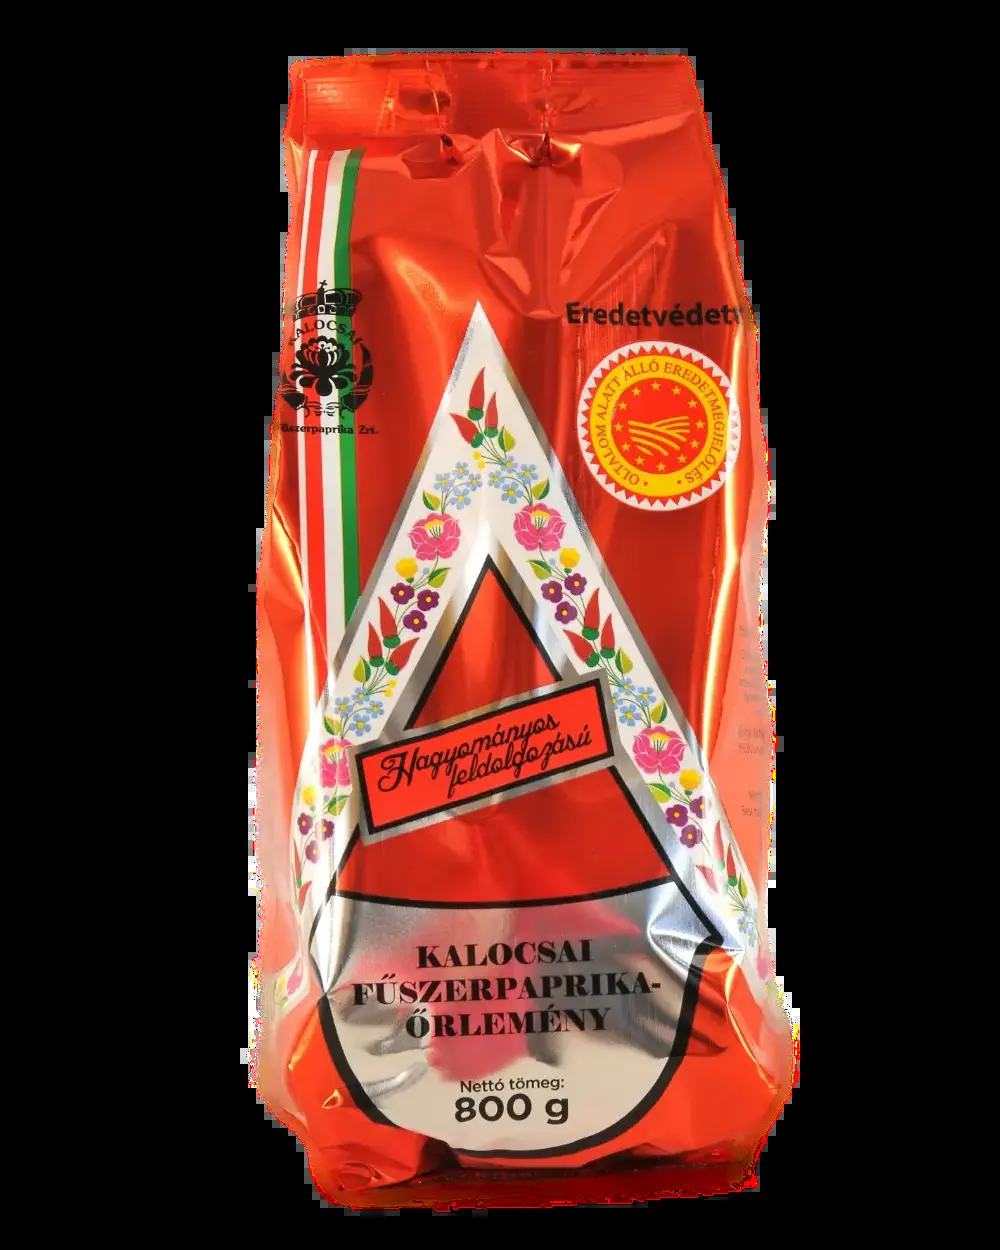 Eredetvédett
KALOCSAI
Fűszerpaprika Zrt.
OLTALOM ALATT ÁLLÓ EREDETMEGJELÖLÉS
Hagyományos
feldolgozású
KALOCSAI
FŰSZERPAPRIKA-
ŐRLEMÉNY
Nettó tömeg:
800 g